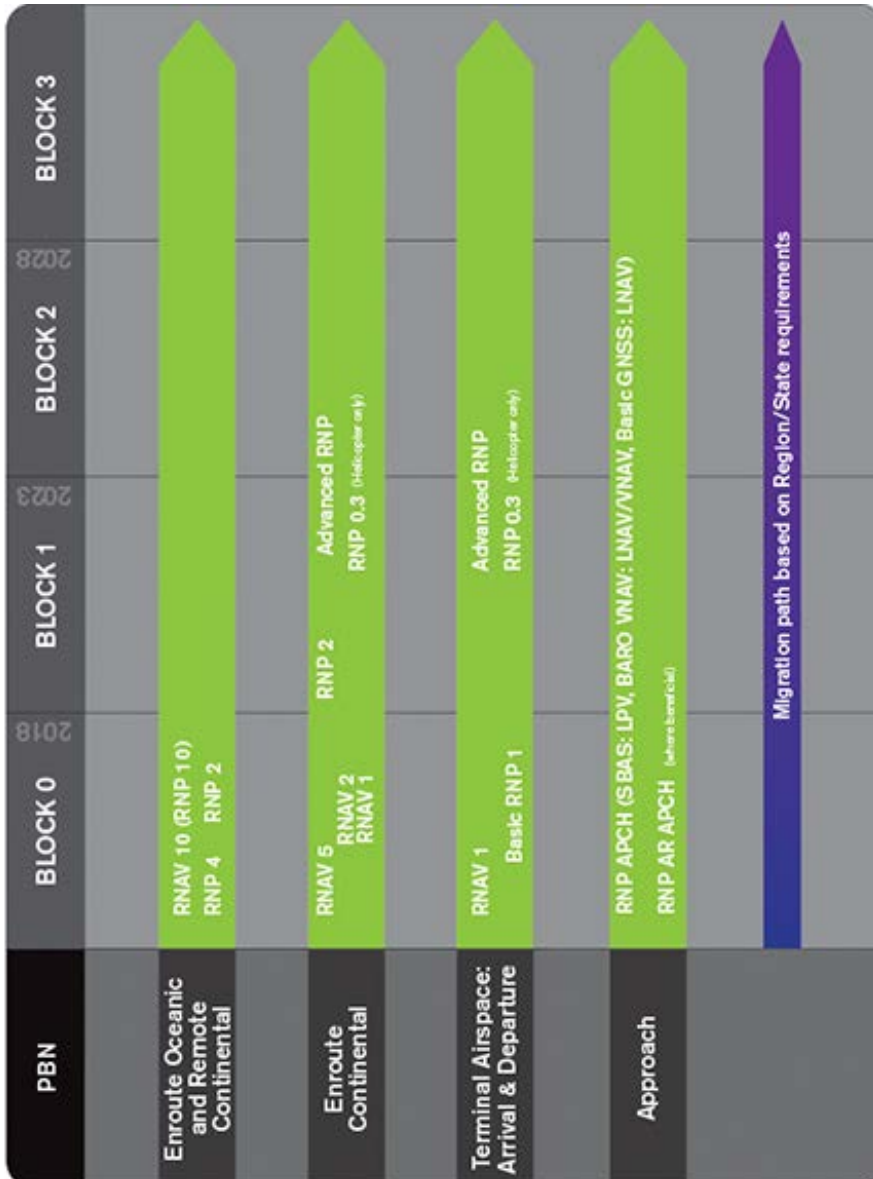 PBN
BLOCK 0
2018
BLOCK 1
2023
BLOCK 2
2028
BLOCK 3
Enroute Oceanic
and Remote
Continental
RNAV 10 (RNP 10)
RNP 4 RNP 2
Enroute
Continental
RNAV 5
RNAV 2
RNAV 1
RNP 2
Advanced RNP
RNP 0.3 (Helicopter only)
Terminal Airspace:
Arrival & Departure
RNAV 1
Basic RNP 1
Advanced RNP
RNP 0.3 (Helicopter only)
Approach
RNP APCH (SBAS: LPV, BARO VNAV: LNAV/VNAV, Basic GNSS: LNAV)
RNP AR APCH (where beneficial)
Migration path based on Region/State requirements